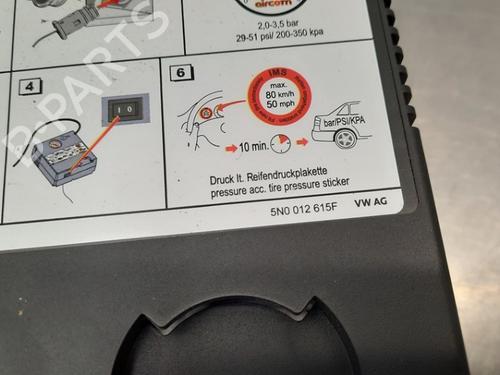 aircom
2,0-3,5 bar
29-51 psi/ 200-350 kpa
4
I 0
6
IMS
max.
80 km/h
50 mph
10 min.
bar/PSI/KPA
Druck lt. Reifendruckplakette
pressure acc. tire pressure sticker
5N0 012 615F VW AG
B-PARTS